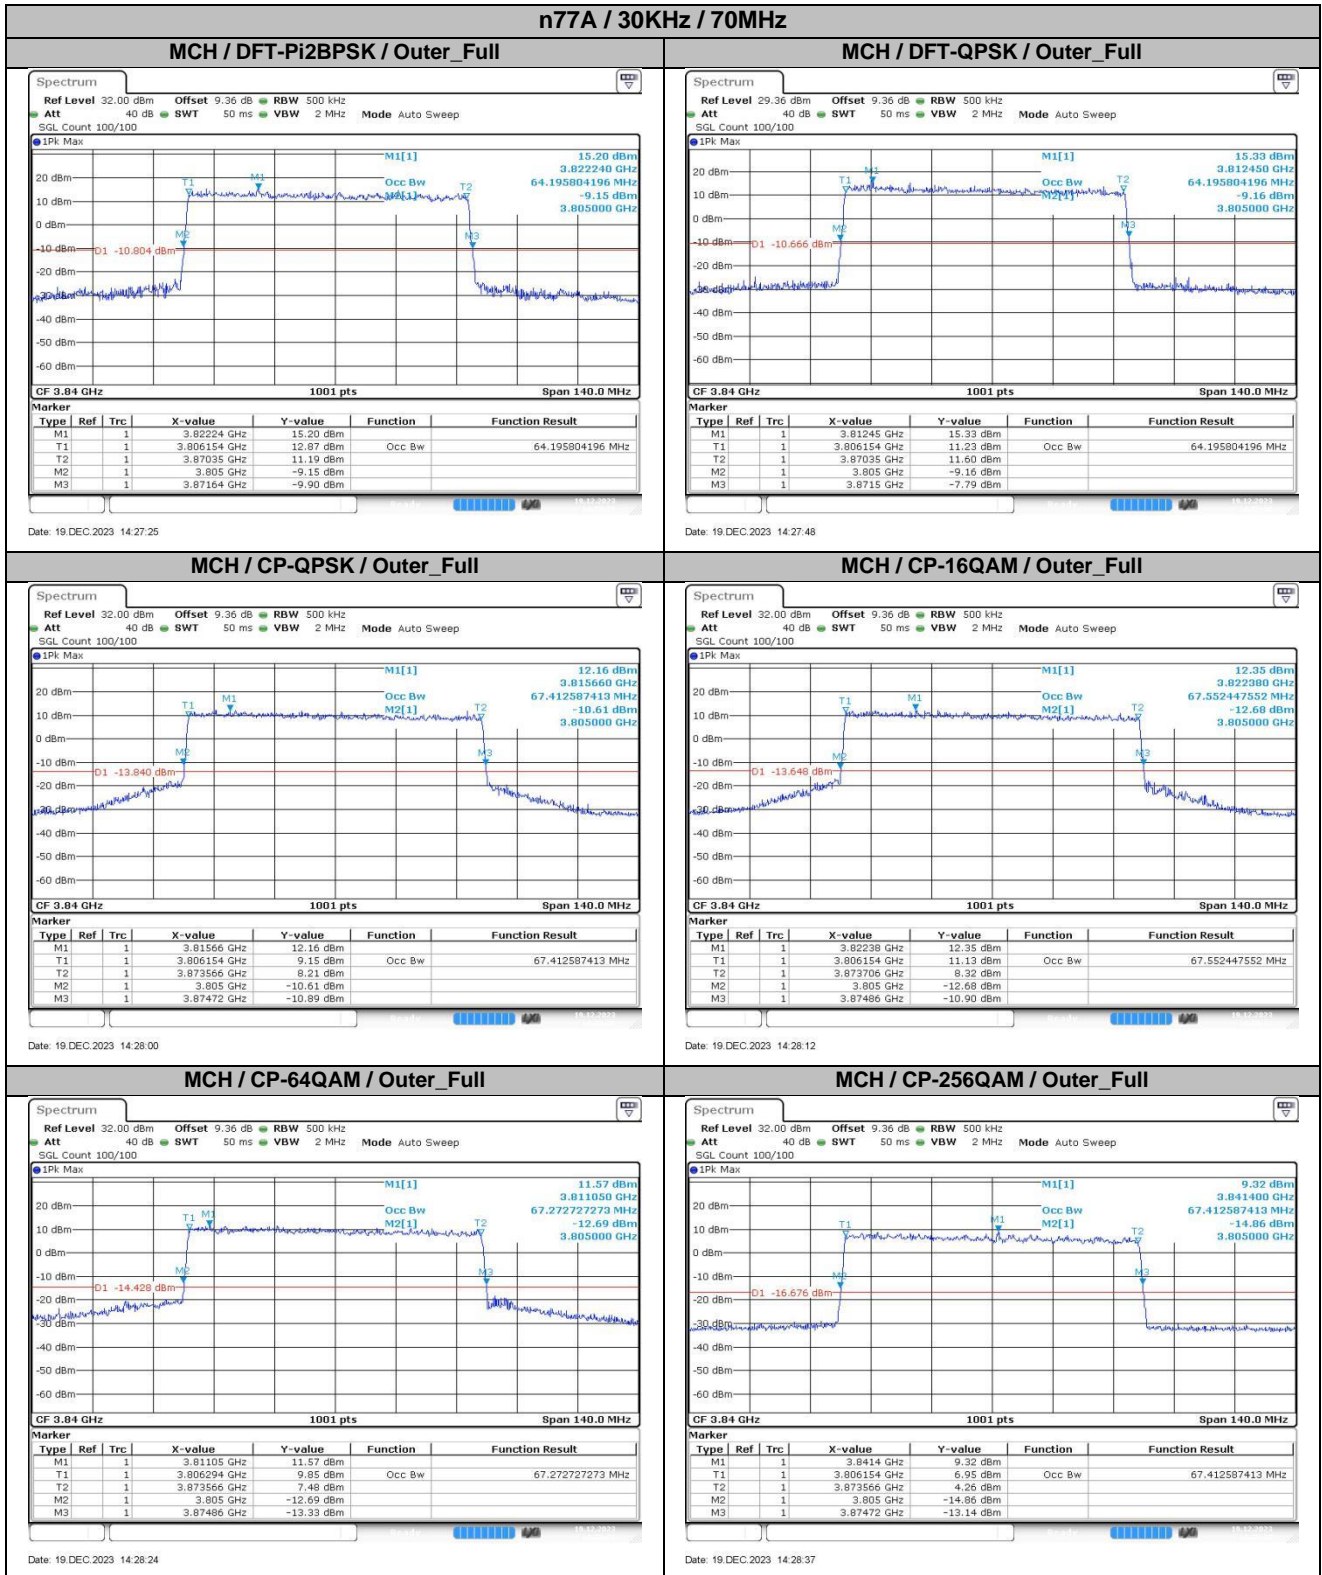 n77A / 30KHz / 70MHz
MCH / DFT-Pi2BPSK / Outer_Full
Spectrum
Ref Level 32.00 dBm Offset 9.36 dB RBW 500 kHz
Att 40 dB SWT 50 ms VBW 2 MHz Mode Auto Sweep
SGL Count 100/100
1Pk Max
M1[1] 15.20 dBm
3.822240 GHz
Occ Bw 64.195804196 MHz
M2[1] -9.15 dBm
3.805000 GHz
20 dBm
10 dBm
0 dBm
-10 dBm
-20 dBm
-30 dBm
-40 dBm
-50 dBm
-60 dBm
T1
M1
T2
M2
M3
D1 -10.804 dBm
CF 3.84 GHz 1001 pts Span 140.0 MHz
Marker
Type Ref Trc X-value Y-value Function Function Result
M1 1 3.82224 GHz 15.20 dBm
T1 1 3.806154 GHz 12.87 dBm Occ Bw 64.195804196 MHz
T2 1 3.87035 GHz 11.19 dBm
M2 1 3.805 GHz -9.15 dBm
M3 1 3.87164 GHz -9.90 dBm
Date: 19.DEC.2023 14:27:25
MCH / DFT-QPSK / Outer_Full
Spectrum
Ref Level 29.36 dBm Offset 9.36 dB RBW 500 kHz
Att 40 dB SWT 50 ms VBW 2 MHz Mode Auto Sweep
SGL Count 100/100
1Pk Max
M1[1] 15.33 dBm
3.812450 GHz
Occ Bw 64.195804196 MHz
M2[1] -9.16 dBm
3.805000 GHz
20 dBm
10 dBm
0 dBm
-10 dBm
-20 dBm
-30 dBm
-40 dBm
-50 dBm
-60 dBm
T1
M1
T2
M2
M3
D1 -10.666 dBm
CF 3.84 GHz 1001 pts Span 140.0 MHz
Marker
Type Ref Trc X-value Y-value Function Function Result
M1 1 3.81245 GHz 15.33 dBm
T1 1 3.806154 GHz 11.23 dBm Occ Bw 64.195804196 MHz
T2 1 3.87035 GHz 11.60 dBm
M2 1 3.805 GHz -9.16 dBm
M3 1 3.8715 GHz -7.79 dBm
Date: 19.DEC.2023 14:27:48
MCH / CP-QPSK / Outer_Full
Spectrum
Ref Level 32.00 dBm Offset 9.36 dB RBW 500 kHz
Att 40 dB SWT 50 ms VBW 2 MHz Mode Auto Sweep
SGL Count 100/100
1Pk Max
M1[1] 12.16 dBm
3.815660 GHz
Occ Bw 67.412587413 MHz
M2[1] -10.61 dBm
3.805000 GHz
20 dBm
10 dBm
0 dBm
-10 dBm
-20 dBm
-30 dBm
-40 dBm
-50 dBm
-60 dBm
T1
M1
T2
M2
M3
D1 -13.840 dBm
CF 3.84 GHz 1001 pts Span 140.0 MHz
Marker
Type Ref Trc X-value Y-value Function Function Result
M1 1 3.81566 GHz 12.16 dBm
T1 1 3.806154 GHz 9.15 dBm Occ Bw 67.412587413 MHz
T2 1 3.873566 GHz 8.21 dBm
M2 1 3.805 GHz -10.61 dBm
M3 1 3.87472 GHz -10.89 dBm
Date: 19.DEC.2023 14:28:00
MCH / CP-16QAM / Outer_Full
Spectrum
Ref Level 32.00 dBm Offset 9.36 dB RBW 500 kHz
Att 40 dB SWT 50 ms VBW 2 MHz Mode Auto Sweep
SGL Count 100/100
1Pk Max
M1[1] 12.35 dBm
3.822380 GHz
Occ Bw 67.552447552 MHz
M2[1] -12.68 dBm
3.805000 GHz
20 dBm
10 dBm
0 dBm
-10 dBm
-20 dBm
-30 dBm
-40 dBm
-50 dBm
-60 dBm
T1
M1
T2
M2
M3
D1 -13.648 dBm
CF 3.84 GHz 1001 pts Span 140.0 MHz
Marker
Type Ref Trc X-value Y-value Function Function Result
M1 1 3.82238 GHz 12.35 dBm
T1 1 3.806154 GHz 11.13 dBm Occ Bw 67.552447552 MHz
T2 1 3.873706 GHz 8.32 dBm
M2 1 3.805 GHz -12.68 dBm
M3 1 3.87486 GHz -10.90 dBm
Date: 19.DEC.2023 14:28:12
MCH / CP-64QAM / Outer_Full
Spectrum
Ref Level 32.00 dBm Offset 9.36 dB RBW 500 kHz
Att 40 dB SWT 50 ms VBW 2 MHz Mode Auto Sweep
SGL Count 100/100
1Pk Max
M1[1] 11.57 dBm
3.811050 GHz
Occ Bw 67.272727273 MHz
M2[1] -12.69 dBm
3.805000 GHz
20 dBm
10 dBm
0 dBm
-10 dBm
-20 dBm
-30 dBm
-40 dBm
-50 dBm
-60 dBm
T1
M1
T2
M2
M3
D1 -14.428 dBm
CF 3.84 GHz 1001 pts Span 140.0 MHz
Marker
Type Ref Trc X-value Y-value Function Function Result
M1 1 3.81105 GHz 11.57 dBm
T1 1 3.806294 GHz 9.85 dBm Occ Bw 67.272727273 MHz
T2 1 3.873566 GHz 7.48 dBm
M2 1 3.805 GHz -12.69 dBm
M3 1 3.87486 GHz -13.33 dBm
Date: 19.DEC.2023 14:28:24
MCH / CP-256QAM / Outer_Full
Spectrum
Ref Level 32.00 dBm Offset 9.36 dB RBW 500 kHz
Att 40 dB SWT 50 ms VBW 2 MHz Mode Auto Sweep
SGL Count 100/100
1Pk Max
M1[1] 9.32 dBm
3.841400 GHz
Occ Bw 67.412587413 MHz
M2[1] -14.86 dBm
3.805000 GHz
20 dBm
10 dBm
0 dBm
-10 dBm
-20 dBm
-30 dBm
-40 dBm
-50 dBm
-60 dBm
T1
M1
T2
M2
M3
D1 -16.676 dBm
CF 3.84 GHz 1001 pts Span 140.0 MHz
Marker
Type Ref Trc X-value Y-value Function Function Result
M1 1 3.8414 GHz 9.32 dBm
T1 1 3.806154 GHz 6.95 dBm Occ Bw 67.412587413 MHz
T2 1 3.873566 GHz 4.26 dBm
M2 1 3.805 GHz -14.86 dBm
M3 1 3.87472 GHz -13.14 dBm
Date: 19.DEC.2023 14:28:37